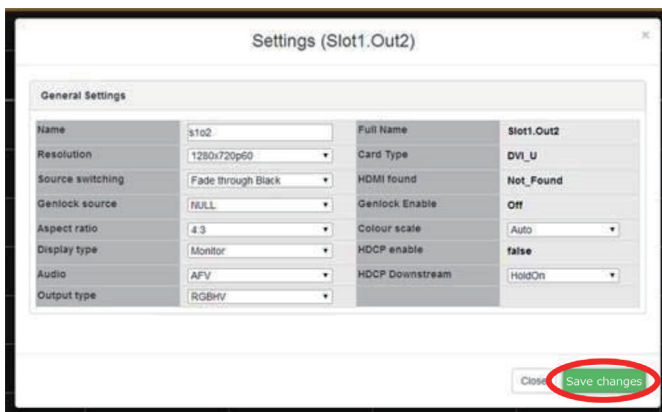 Settings (Slot1.Out2)
×
General Settings
Name s1o2 Full Name Slot1.Out2
Resolution 1280x720p60 Card Type DVI_U
Source switching Fade through Black HDMI found Not_Found
Genlock source NULL Genlock Enable Off
Aspect ratio 4:3 Colour scale Auto
Display type Monitor HDCP enable false
Audio AFV HDCP Downstream HoldOn
Output type RGBHV
Close Save changes